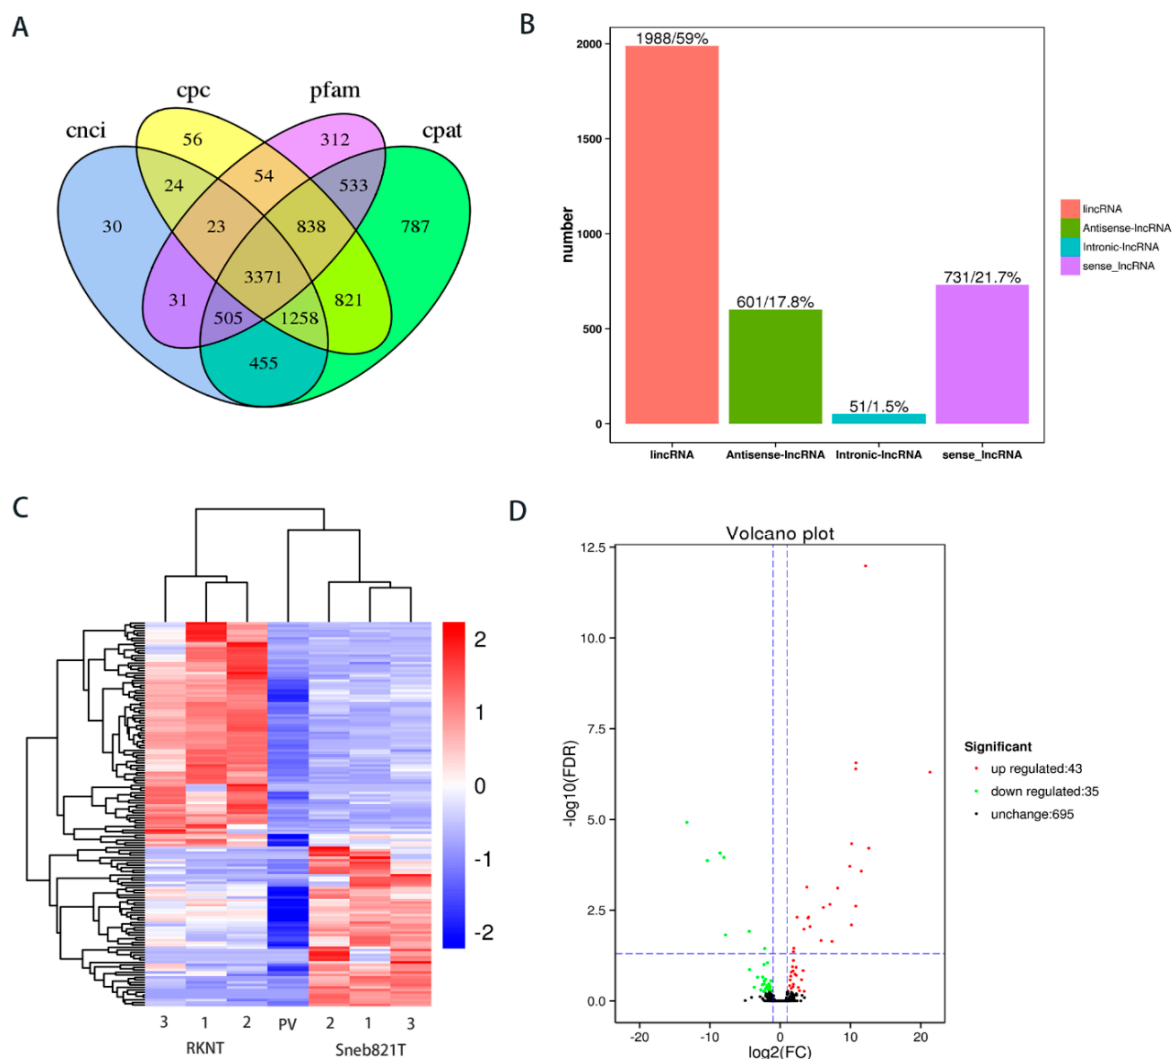 A
cnci
cpc
pfam
cpat
56
312
24
54
533
30
23
838
787
3371
31
821
505
1258
455
B
number
2000
1500
1000
500
0
1988/59%
601/17.8%
51/1.5%
731/21.7%
lincRNA
Antisense-lncRNA
Intronic-lncRNA
sense_lncRNA
lincRNA
Antisense-lncRNA
Intronic-lncRNA
sense_lncRNA
C
2
1
0
-1
-2
3 1 2 PV 2 1 3
RKNT Sneb821T
D
Volcano plot
-log10(FDR)
12.5
10.0
7.5
5.0
2.5
0.0
-20 -10 0 10 20
log2(FC)
Significant
up regulated:43
down regulated:35
unchange:695